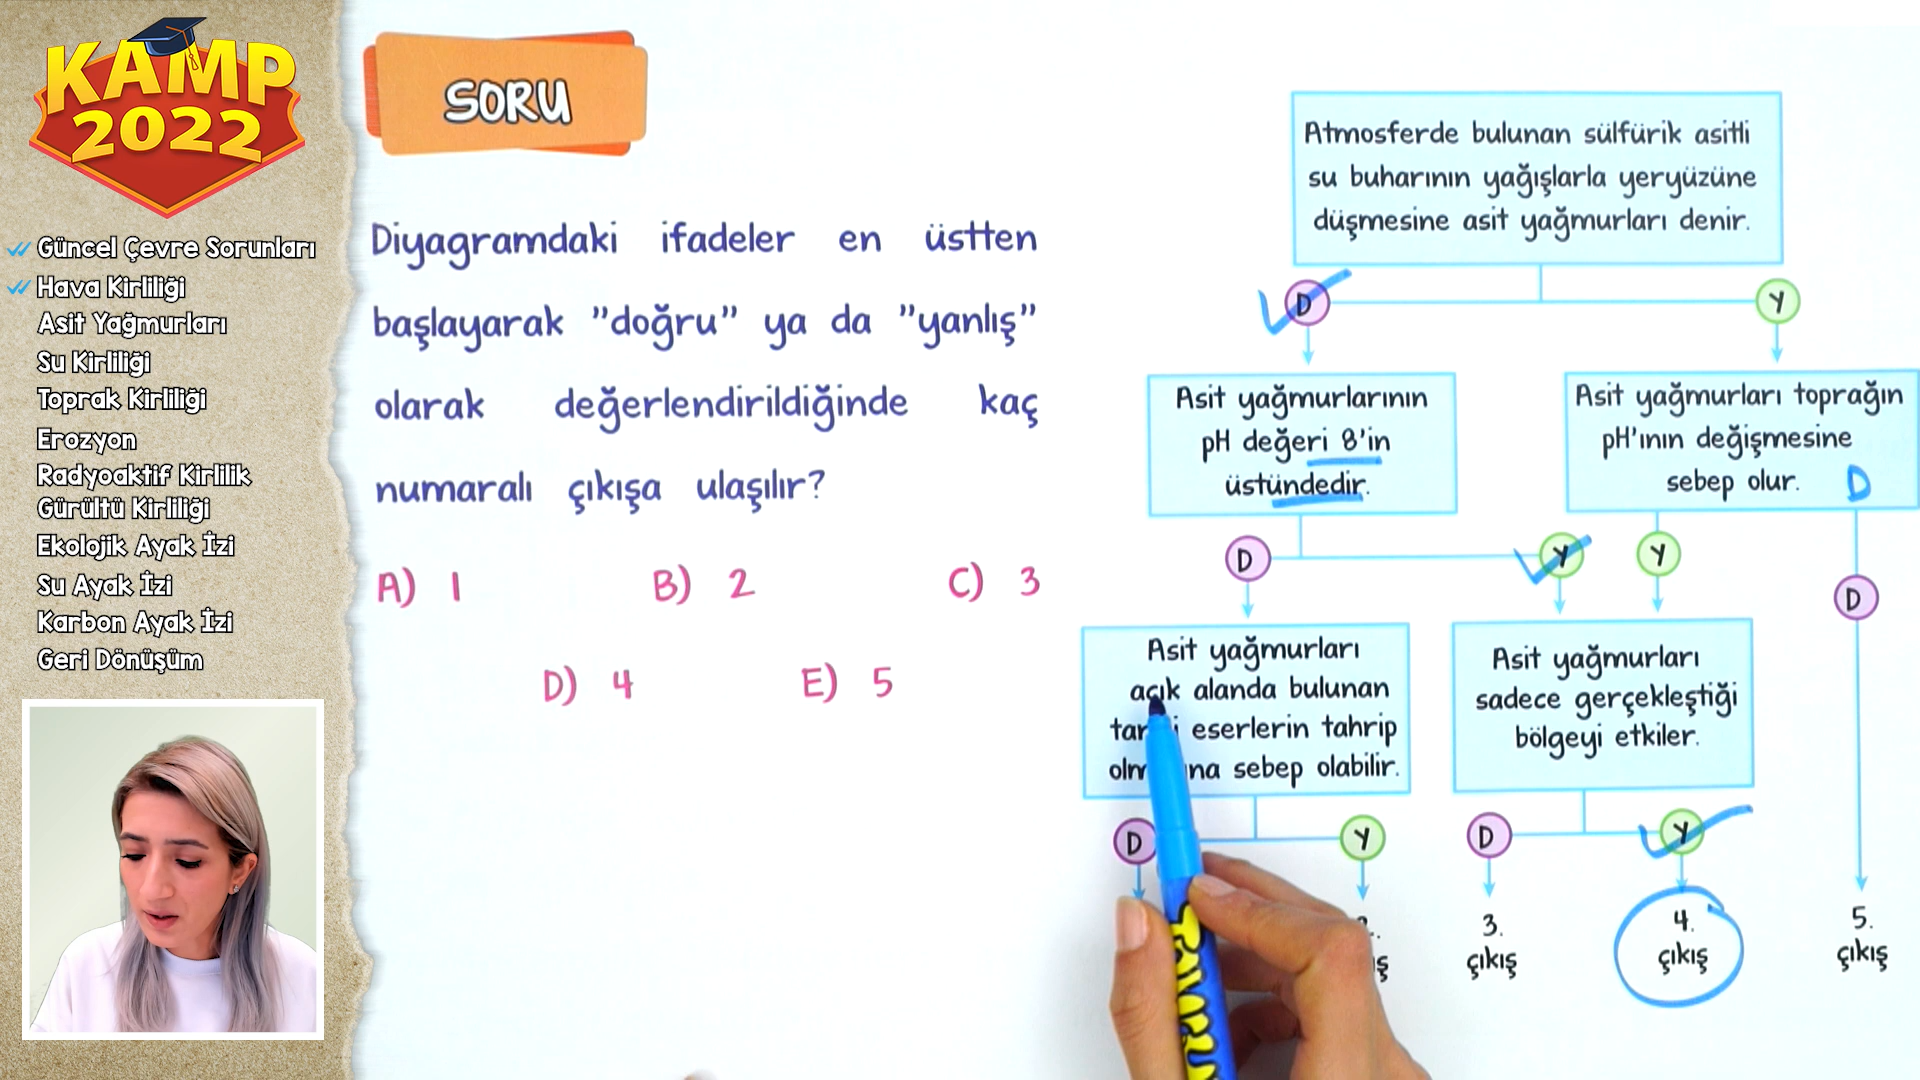 KAMP
2022
Güncel Çevre Sorunları
Hava Kirliliği
Asit Yağmurları
Su Kirliliği
Toprak Kirliliği
Erozyon
Radyoaktif Kirlilik
Gürültü Kirliliği
Ekolojik Ayak İzi
Su Ayak İzi
Karbon Ayak İzi
Geri Dönüşüm
SORU
Diyagramdaki ifadeler en üstten
başlayarak "doğru" ya da "yanlış"
olarak değerlendirildiğinde kaç
numaralı çıkışa ulaşılır?
A) 1 B) 2 C) 3
D) 4 E) 5
Atmosferde bulunan sülfürik asitli
su buharının yağışlarla yeryüzüne
düşmesine asit yağmurları denir.
D Y
Asit yağmurlarının
pH değeri 8'in
üstündedir.
Asit yağmurları toprağın
pH'ının değişmesine
sebep olur. D
D Y Y D
Asit yağmurları
açık alanda bulunan
eserlerin tahrip
sebep olabilir.
Asit yağmurları
sadece gerçekleştiği
bölgeyi etkiler.
D Y D Y
3.
çıkış
4.
çıkış
5.
çıkış